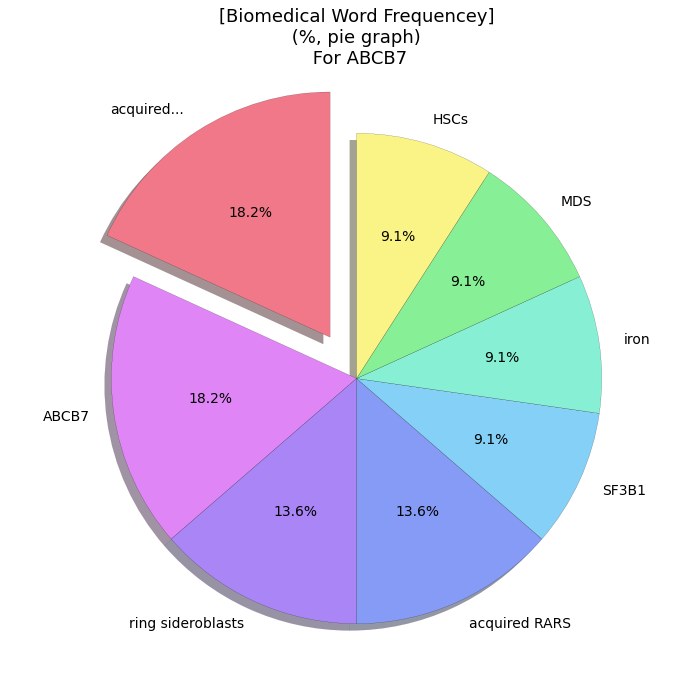 [Biomedical Word Frequencey]
(%, pie graph)
For ABCB7
acquired...
HSCs
MDS
iron
SF3B1
acquired RARS
ring sideroblasts
ABCB7
18.2%
9.1%
9.1%
9.1%
9.1%
13.6%
13.6%
18.2%